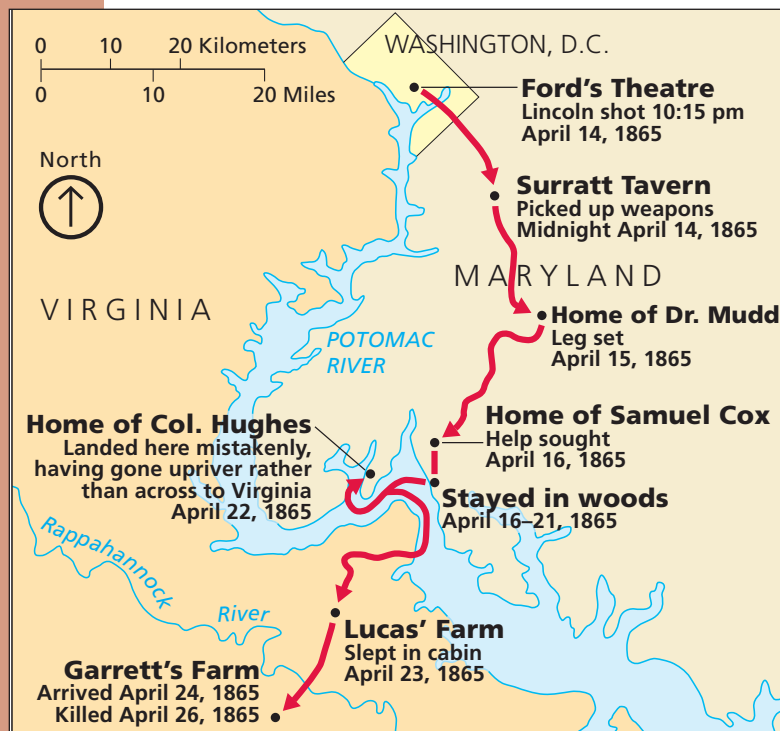 0 10 20 Kilometers
0 10 20 Miles
North
WASHINGTON, D.C.
Ford's Theatre
Lincoln shot 10:15 pm
April 14, 1865
Surratt Tavern
Picked up weapons
Midnight April 14, 1865
MARYLAND
VIRGINIA
Home of Dr. Mudd
Leg set
April 15, 1865
POTOMAC
RIVER
Home of Samuel Cox
Help sought
April 16, 1865
Home of Col. Hughes
Landed here mistakenly,
having gone upriver rather
than across to Virginia
April 22, 1865
Stayed in woods
April 16–21, 1865
Rappahannock
River
Lucas' Farm
Slept in cabin
April 23, 1865
Garrett's Farm
Arrived April 24, 1865
Killed April 26, 1865